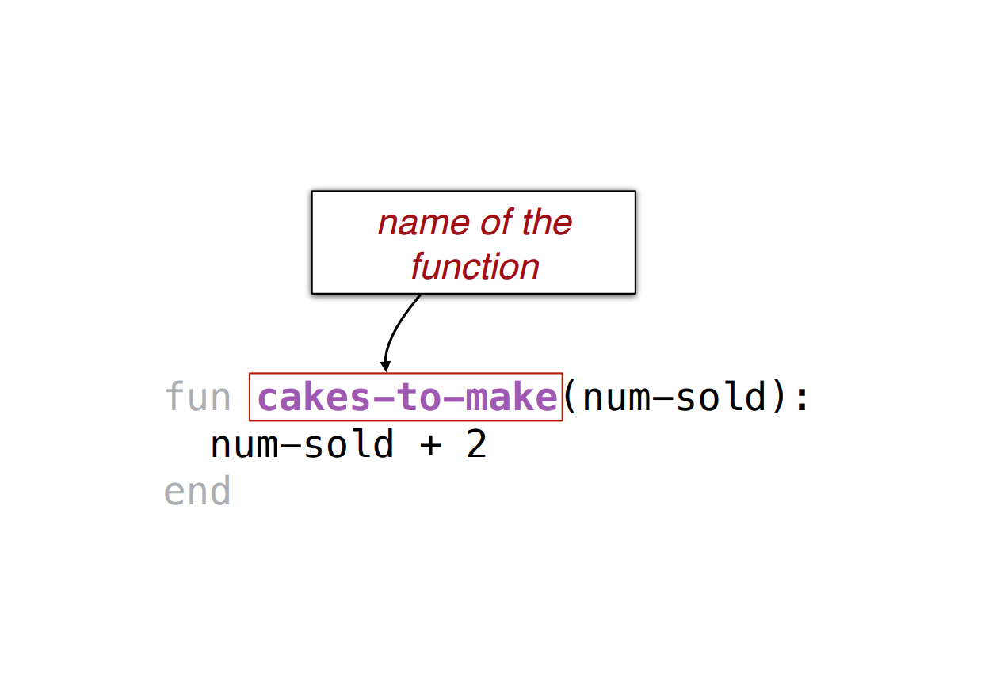 name of the
function
fun cakes-to-make(num-sold):
  num-sold + 2
end